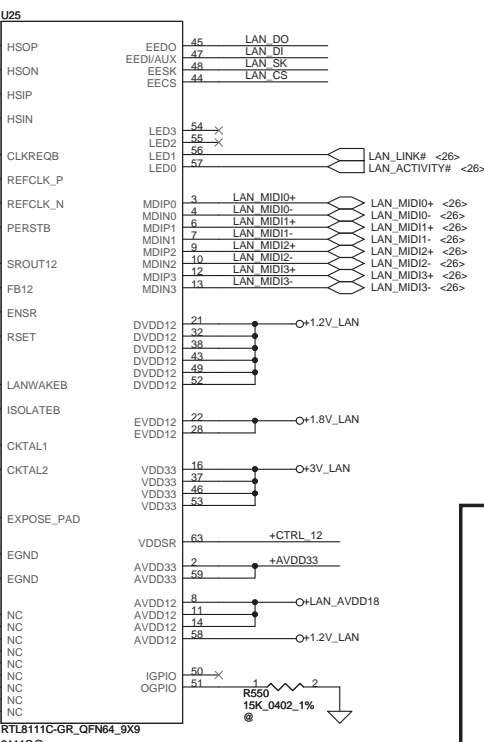 U25
HSOP EEDO 45 LAN_DO
EEDI/AUX 47 LAN_DI
HSON EESK 48 LAN_SK
EECS 44 LAN_CS
HSIP
HSIN
LED3 54
LED2 55
CLKREQB LED1 56 LAN_LINK# <26>
LED0 57 LAN_ACTIVITY# <26>
REFCLK_P
REFCLK_N MDIP0 3 LAN_MIDI0+ LAN_MIDI0+ <26>
MDIN0 4 LAN_MIDI0- LAN_MIDI0- <26>
PERSTB MDIP1 6 LAN_MIDI1+ LAN_MIDI1+ <26>
MDIN1 7 LAN_MIDI1- LAN_MIDI1- <26>
MDIP2 9 LAN_MIDI2+ LAN_MIDI2+ <26>
SROUT12 MDIN2 10 LAN_MIDI2- LAN_MIDI2- <26>
MDIP3 12 LAN_MIDI3+ LAN_MIDI3+ <26>
FB12 MDIN3 13 LAN_MIDI3- LAN_MIDI3- <26>
ENSR
DVDD12 21 +1.2V_LAN
RSET DVDD12 32
DVDD12 38
DVDD12 43
DVDD12 49
LANWAKEB DVDD12 52
ISOLATEB
EVDD12 22 +1.8V_LAN
EVDD12 28
CKTAL1
CKTAL2 VDD33 16 +3V_LAN
VDD33 37
VDD33 46
VDD33 53
EXPOSE_PAD
VDDSR 63 +CTRL_12
EGND
AVDD33 2 +AVDD33
EGND AVDD33 59
AVDD12 8 +LAN_AVDD18
NC AVDD12 11
NC AVDD12 14
NC AVDD12 58 +1.2V_LAN
NC
NC
NC IGPIO 50
NC OGPIO 51 1 2
NC R550
NC 15K_0402_1%
@
RTL8111C-GR_QFN64_9X9